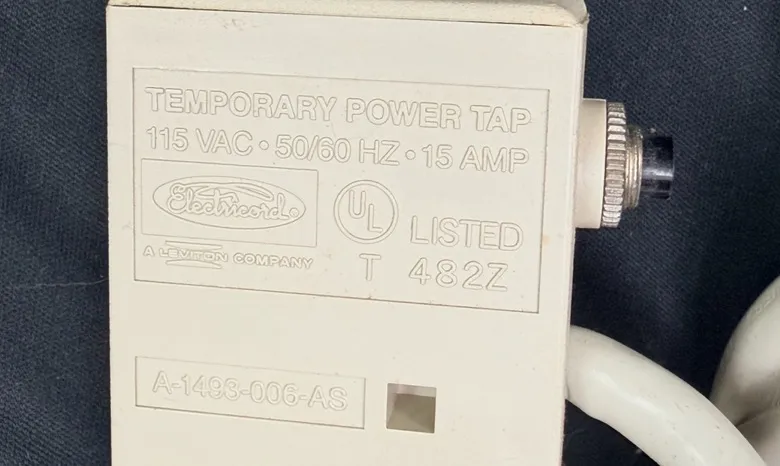 TEMPORARY POWER TAP
115 VAC • 50/60 HZ • 15 AMP
Electricord®
UL LISTED
A LEVITON COMPANY
T 482Z
A-1493-006-AS